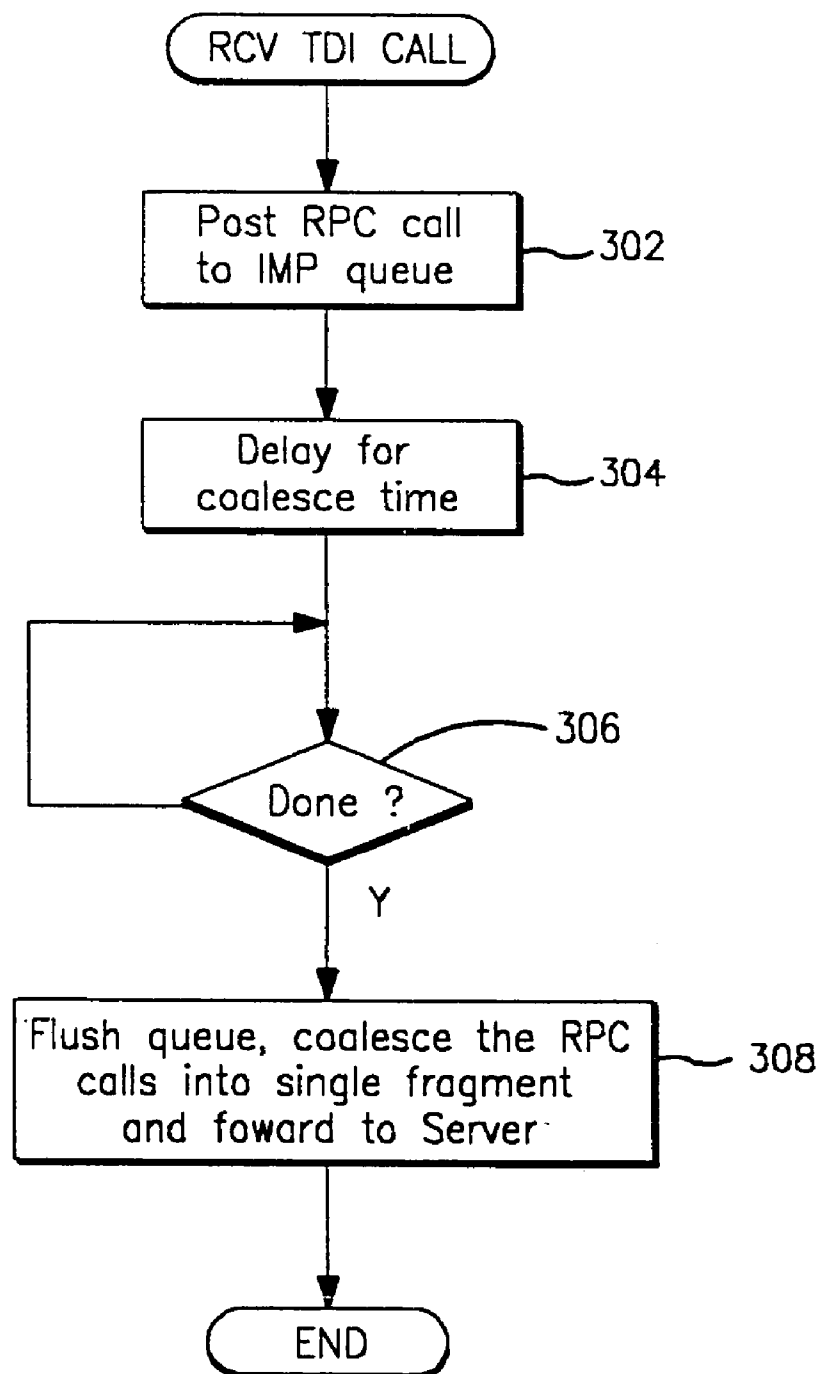 RCV TDI CALL
Post RPC call
to IMP queue
302
Delay for
coalesce time
304
306
Done ?
Y
Flush queue, coalesce the RPC
calls into single fragment
and foward to Server
308
END